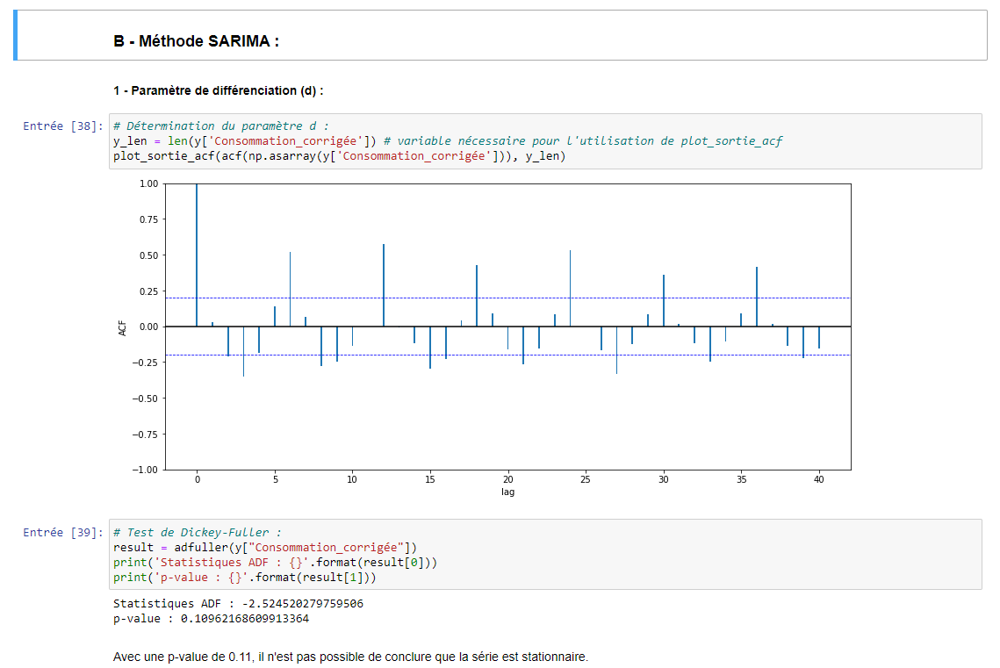 B - Méthode SARIMA :
1 - Paramètre de différenciation (d) :
Entrée [38]:
# Détermination du paramètre d :
y_len = len(y['Consommation_corrigée']) # variable nécessaire pour l'utilisation de plot_sortie_acf
plot_sortie_acf(acf(np.asarray(y['Consommation_corrigée'])), y_len)
1.00
0.75
0.50
0.25
0.00
−0.25
−0.50
−0.75
−1.00
ACF
0 5 10 15 20 25 30 35 40
lag
Entrée [39]:
# Test de Dickey-Fuller :
result = adfuller(y["Consommation_corrigée"])
print('Statistiques ADF : {}'.format(result[0]))
print('p-value : {}'.format(result[1]))
Statistiques ADF : -2.524520279759506
p-value : 0.10962168609913364
Avec une p-value de 0.11, il n'est pas possible de conclure que la série est stationnaire.